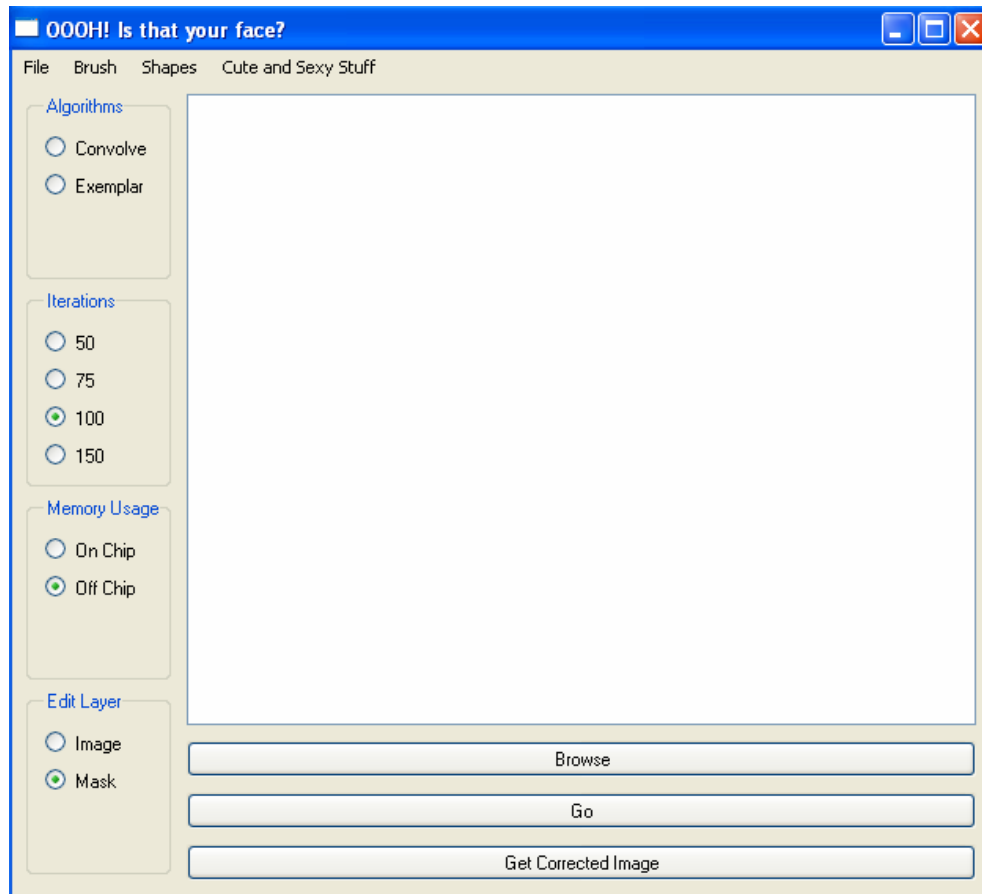 OOOH! Is that your face?
File Brush Shapes Cute and Sexy Stuff
Algorithms
Convolve
Exemplar
Iterations
50
75
100
150
Memory Usage
On Chip
Off Chip
Edit Layer
Image
Mask
Browse
Go
Get Corrected Image